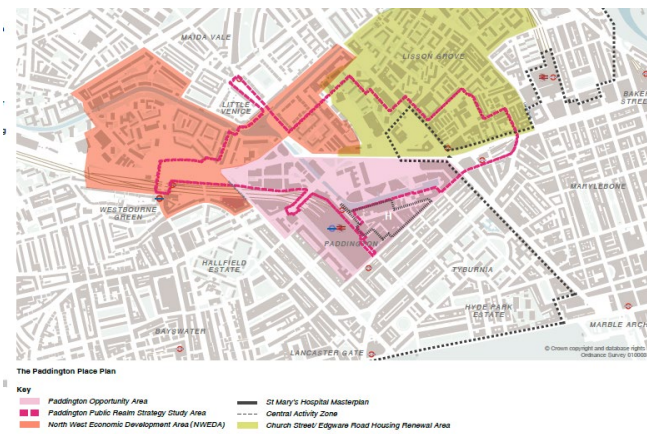 MAIDA VALE
LISSON GROVE
LITTLE
VENICE
BAKE
STREE
MARYLEBONE
WESTBOURNE
GREEN
PADDINGTON
H
HALLFIELD
ESTATE
TYBURNIA
HYDE PARK
ESTATE
BAYSWATER
MARBLE ARCH
LANCASTER GATE
© Crown copyright and database rights
Ordnance Survey 010000
The Paddington Place Plan
Key
Paddington Opportunity Area
Paddington Public Realm Strategy Study Area
North West Economic Development Area (NWEDA)
St Mary's Hospital Masterplan
Central Activity Zone
Church Street/ Edgware Road Housing Renewal Area